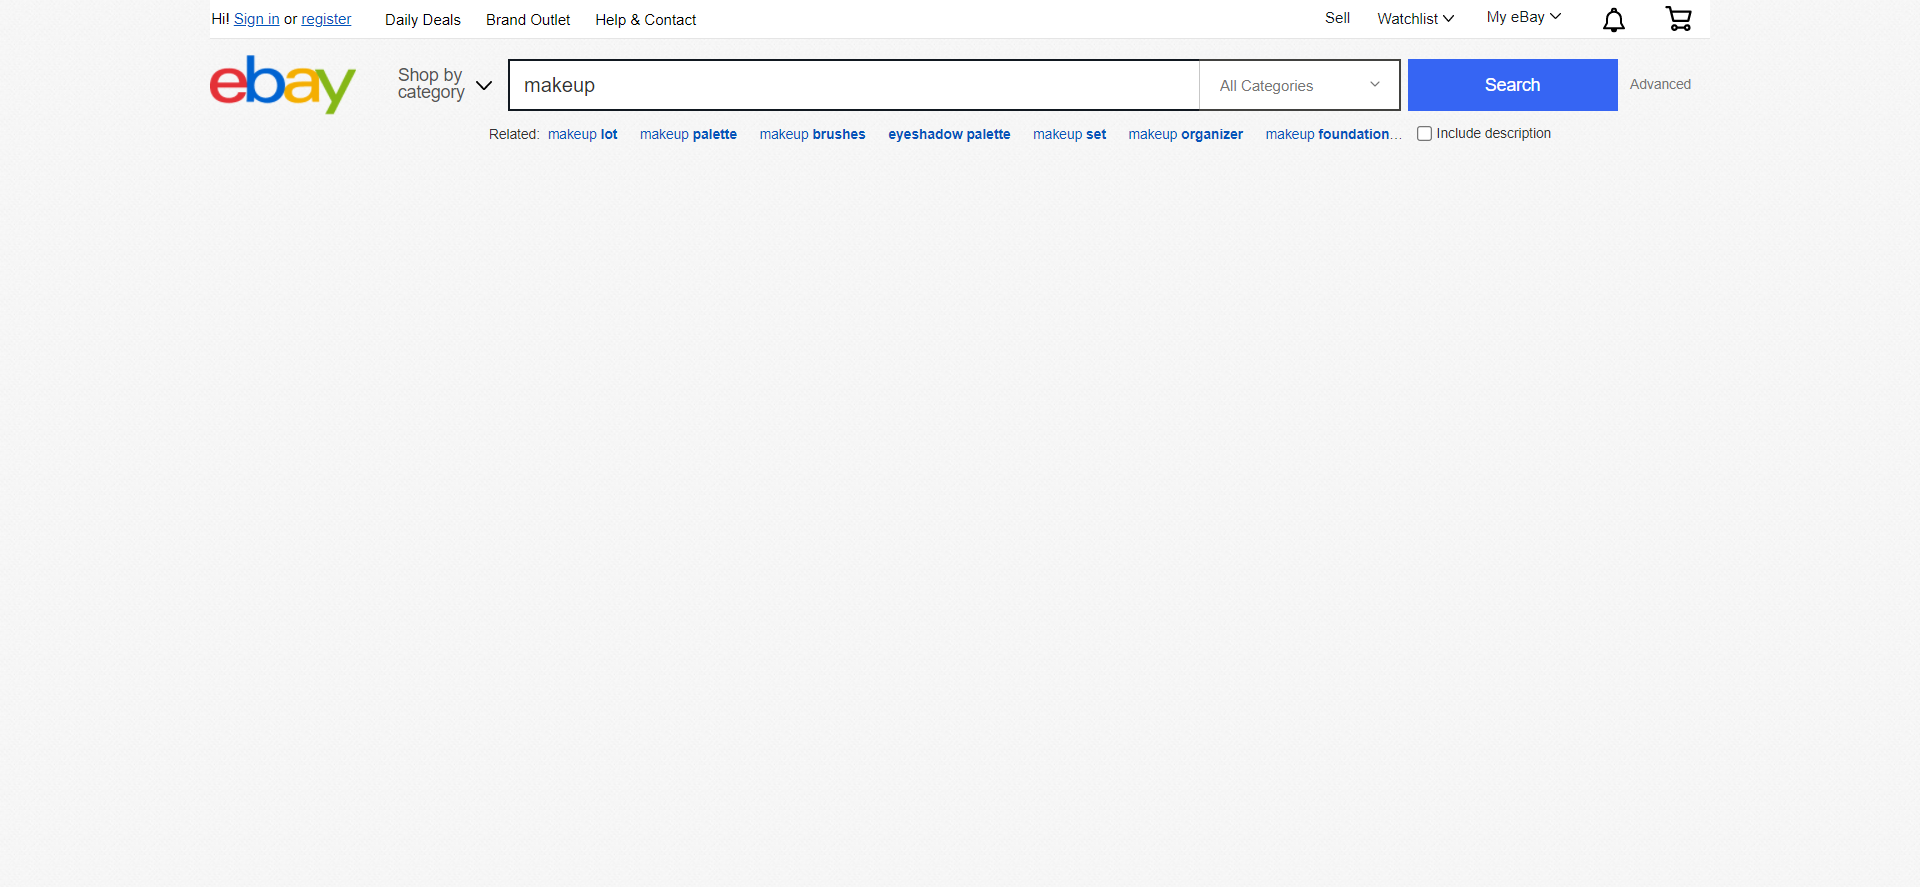 Hi! Sign in or register Daily Deals Brand Outlet Help & Contact Sell Watchlist My eBay
ebay Shop by category makeup All Categories Search Advanced
Related: makeup lot makeup palette makeup brushes eyeshadow palette makeup set makeup organizer makeup foundation… Include description